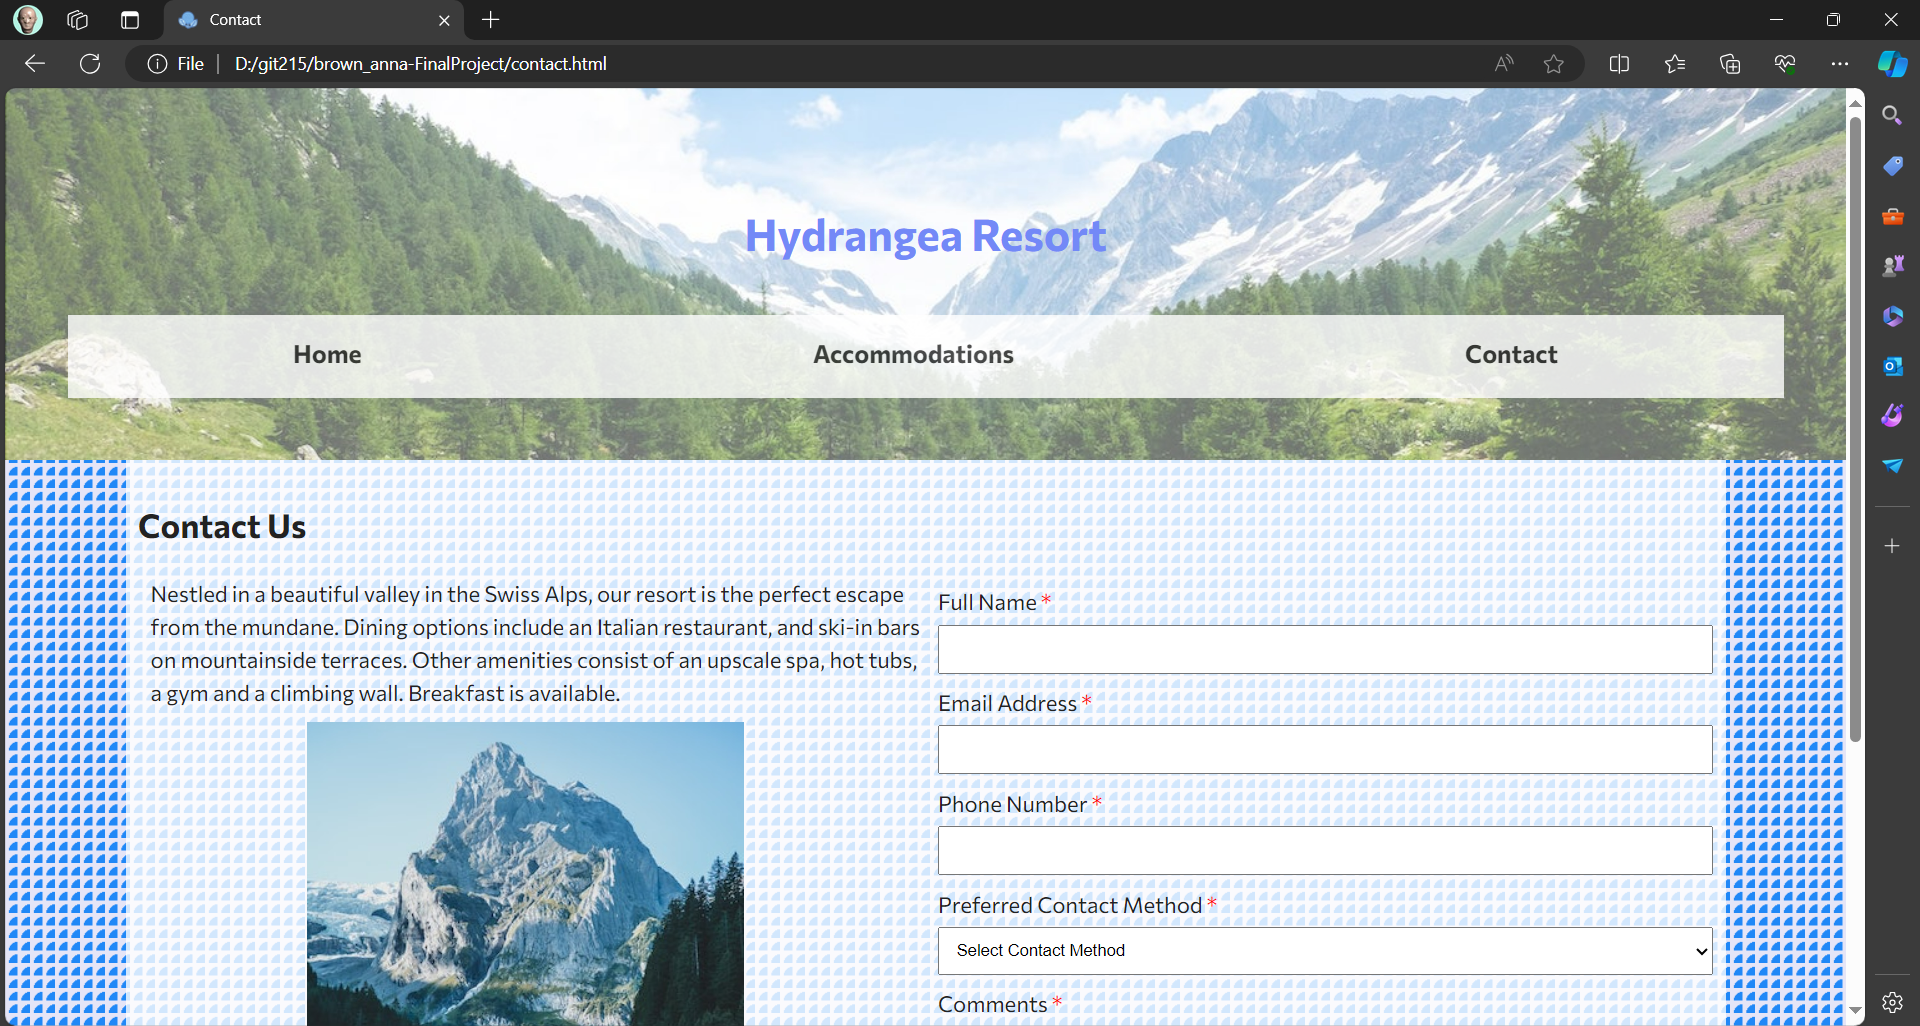 Contact
File
D:/git215/brown_anna-FinalProject/contact.html
Hydrangea Resort
Home
Accommodations
Contact
Contact Us
Nestled in a beautiful valley in the Swiss Alps, our resort is the perfect escape
from the mundane. Dining options include an Italian restaurant, and ski-in bars
on mountainside terraces. Other amenities consist of an upscale spa, hot tubs,
a gym and a climbing wall. Breakfast is available.
Full Name *
Email Address *
Phone Number *
Preferred Contact Method *
Select Contact Method
Comments *